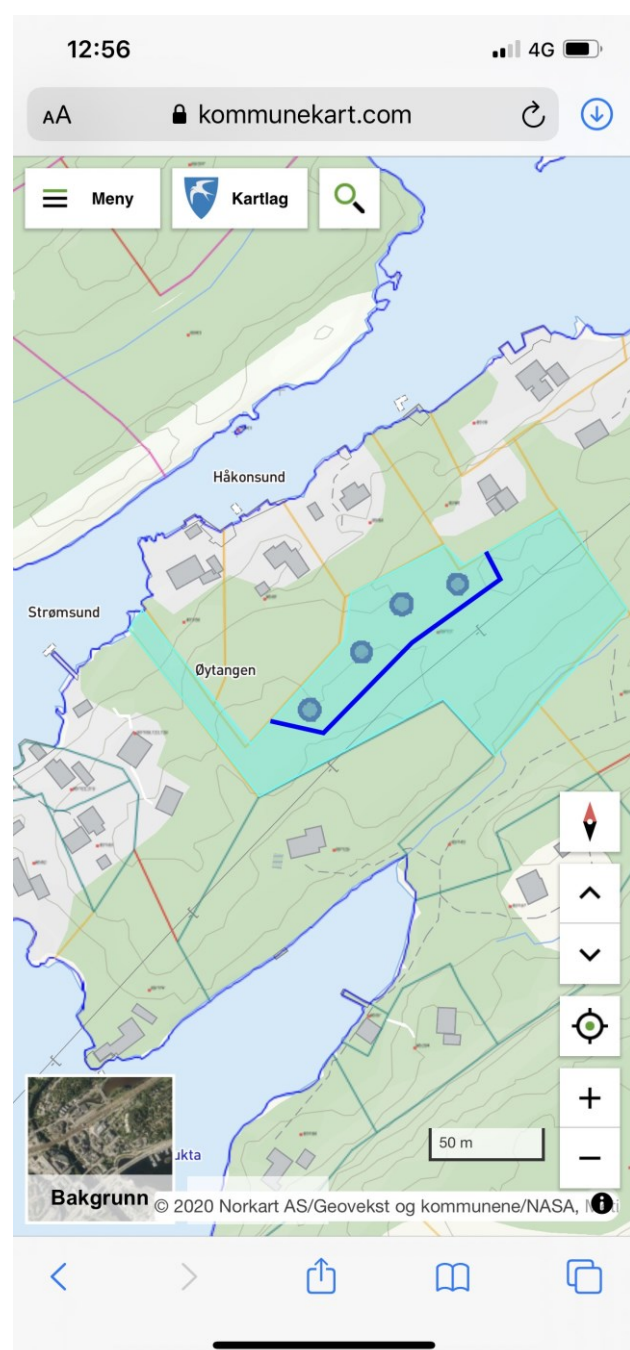 12:56
4G
AA
kommunekart.com
Meny
Kartlag
Håkonsund
Strømsund
Øytangen
50 m
ukta
Bakgrunn
© 2020 Norkart AS/Geovekst og kommunene/NASA,